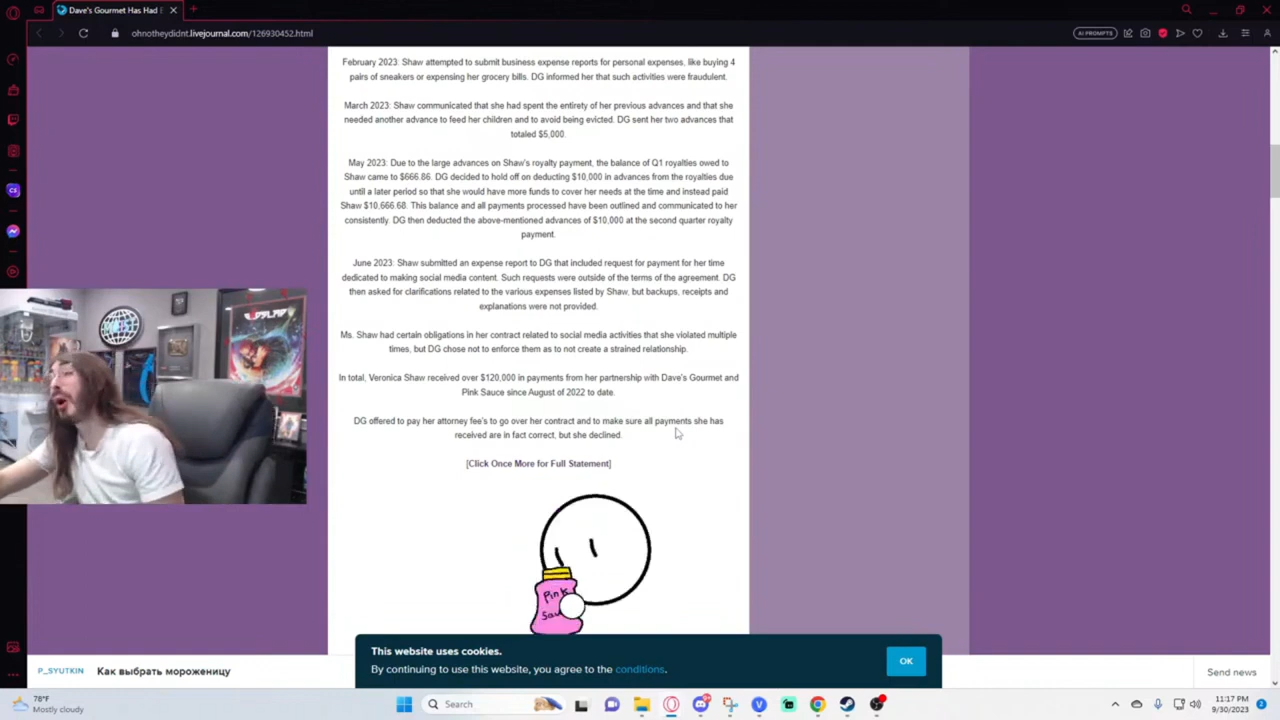 Dave's Gourmet Has Had E
ohnotheydidnt.livejournal.com/126930452.html
AI PROMPTS
February 2023: Shaw attempted to submit business expense reports for personal expenses, like buying 4
pairs of sneakers or expensing her grocery bills. DG informed her that such activities were fraudulent.
March 2023: Shaw communicated that she had spent the entirety of her previous advances and that she
needed another advance to feed her children and to avoid being evicted. DG sent her two advances that
totaled $5,000.
May 2023: Due to the large advances on Shaw's royalty payment, the balance of Q1 royalties owed to
Shaw came to $666.86. DG decided to hold off on deducting $10,000 in advances from the royalties due
until a later period so that she would have more funds to cover her needs at the time and instead paid
Shaw $10,666.68. This balance and all payments processed have been outlined and communicated to her
consistently. DG then deducted the above-mentioned advances of $10,000 at the second quarter royalty
payment.
June 2023: Shaw submitted an expense report to DG that included request for payment for her time
dedicated to making social media content. Such requests were outside of the terms of the agreement. DG
then asked for clarifications related to the various expenses listed by Shaw, but backups, receipts and
explanations were not provided.
Ms. Shaw had certain obligations in her contract related to social media activities that she violated multiple
times, but DG chose not to enforce them as to not create a strained relationship.
In total, Veronica Shaw received over $120,000 in payments from her partnership with Dave's Gourmet and
Pink Sauce since August of 2022 to date.
DG offered to pay her attorney fee's to go over her contract and to make sure all payments she has
received are in fact correct, but she declined.
[Click Once More for Full Statement]
Pink
Sau
This website uses cookies.
By continuing to use this website, you agree to the conditions.
OK
P_SYUTKIN Как выбрать мороженицу
Send news
78°F
Mostly cloudy
Search
11:17 PM
9/30/2023